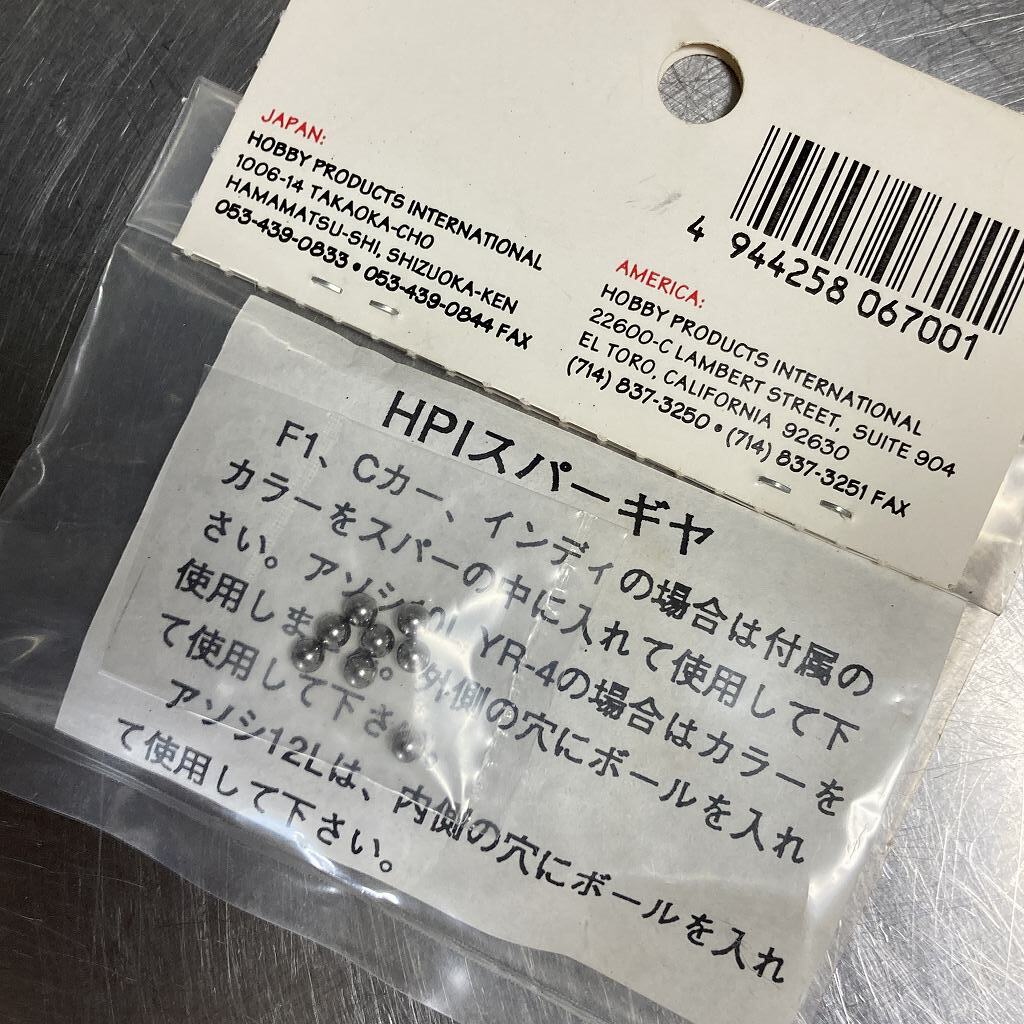 JAPAN:
HOBBY PRODUCTS INTERNATIONAL
1006-14 TAKAOKA-CHO
HAMAMATSU-SHI, SHIZUOKA-KEN
053-439-0833 • 053-439-0844 FAX
4 944258 067001
AMERICA:
HOBBY PRODUCTS INTERNATIONAL
22600-C LAMBERT STREET, SUITE 904
EL TORO, CALIFORNIA 92630
(714) 837-3250 • (714) 837-3251 FAX
HPIスパーギヤ
F1、Cカー、インディの場合は付属の
カラーをスパーの中に入れて使用して下
さい。アソシ10L YR-4の場合はカラーを
使用しま 。外側の穴にボールを入れ
て使用して下さい。
アソシ12Lは、内側の穴にボールを入れ
て使用して下さい。